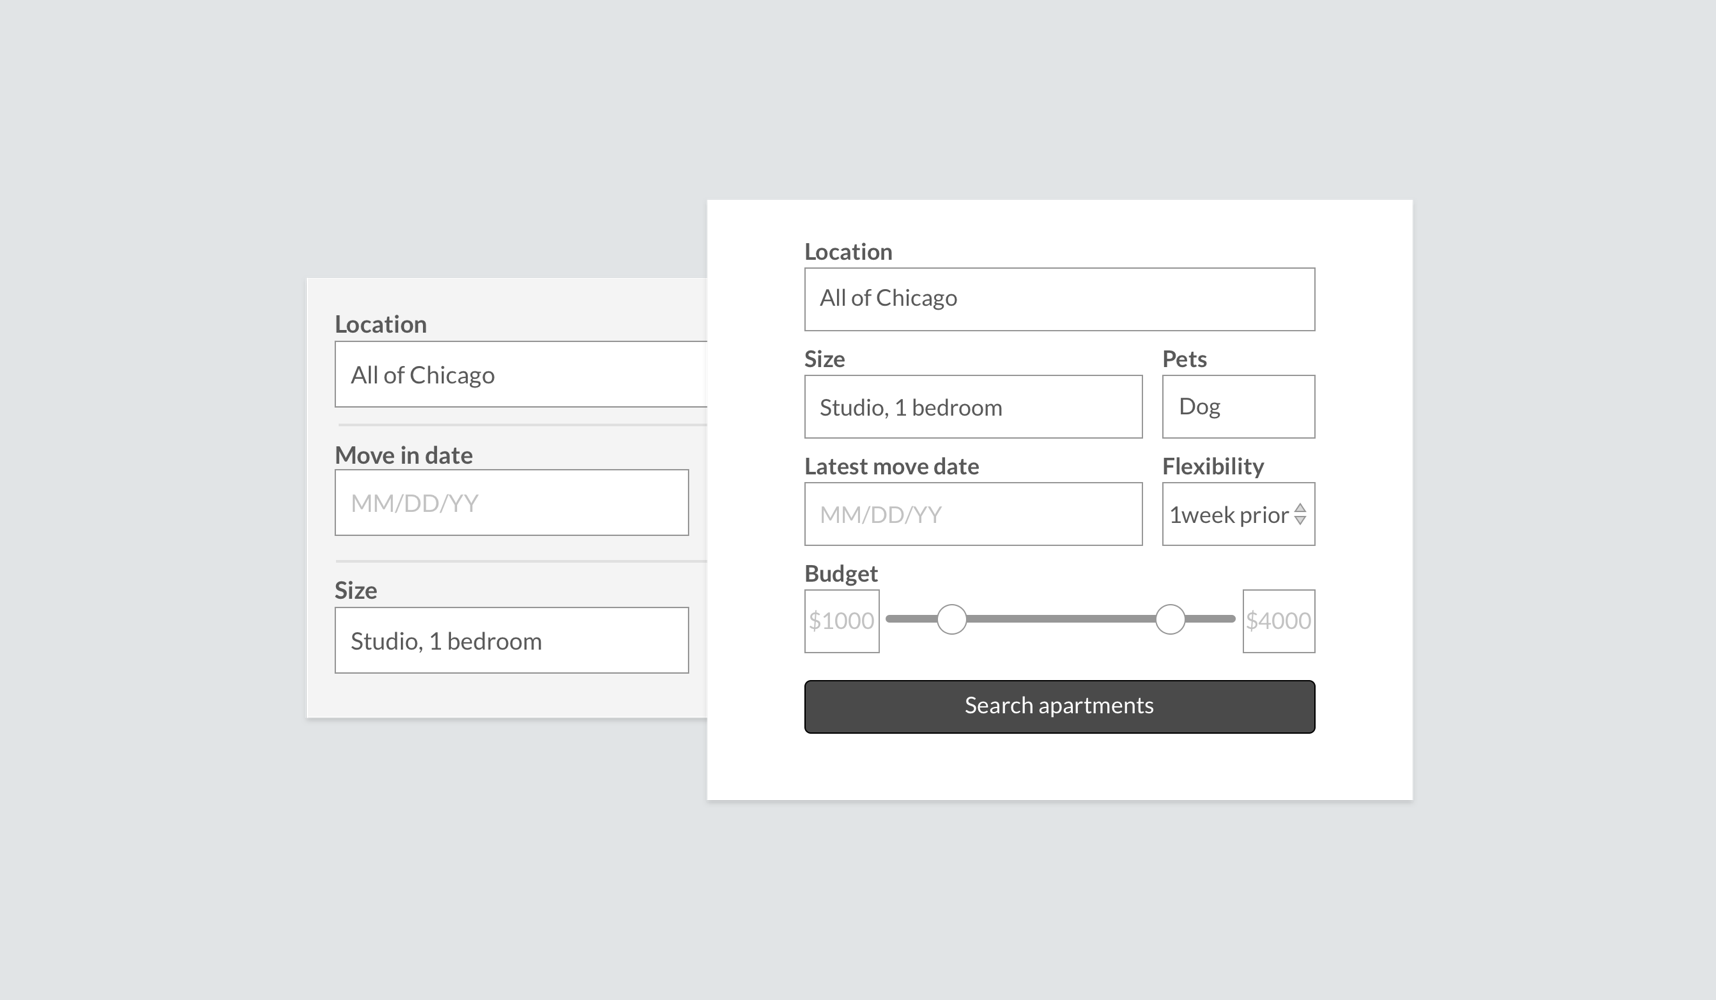 Location
All of Chicago
Move in date
MM/DD/YY
Size
Studio, 1 bedroom
Location
All of Chicago
Size
Pets
Studio, 1 bedroom
Dog
Latest move date
Flexibility
MM/DD/YY
1week prior
Budget
$1000
$4000
Search apartments